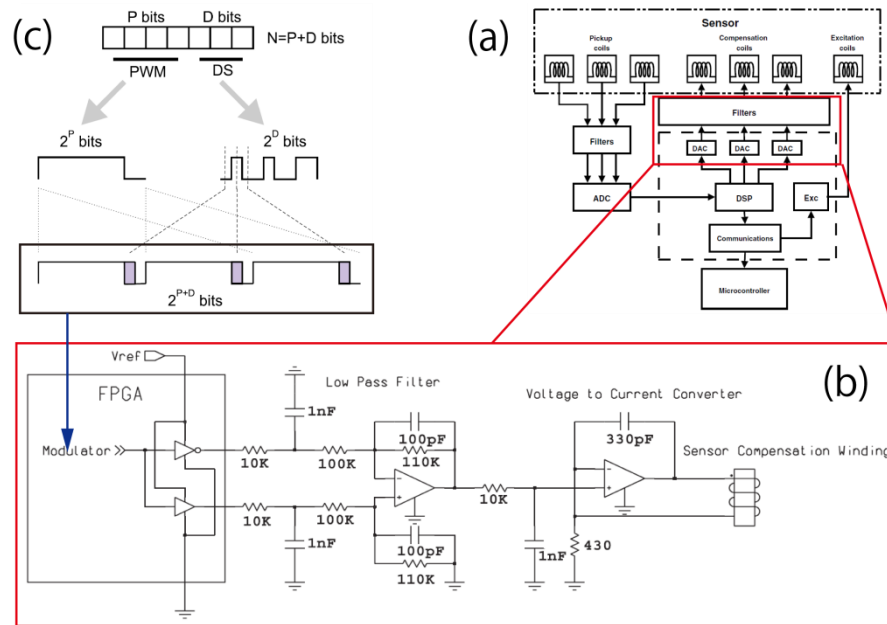 (c)
P bits
D bits
N=P+D bits
PWM
DS
2^P bits
2^D bits
2^P+D bits
(a)
Sensor
Pickup
coils
Compensation
coils
Excitation
coils
Filters
Filters
DAC
DAC
DAC
ADC
DSP
Exc
Communications
Microcontroller
(b)
Vref
FPGA
Modulator
Low Pass Filter
1nF
10K
100K
100pF
110K
10K
100K
1nF
100pF
110K
10K
1nF
Voltage to Current Converter
330pF
Sensor Compensation Winding
430